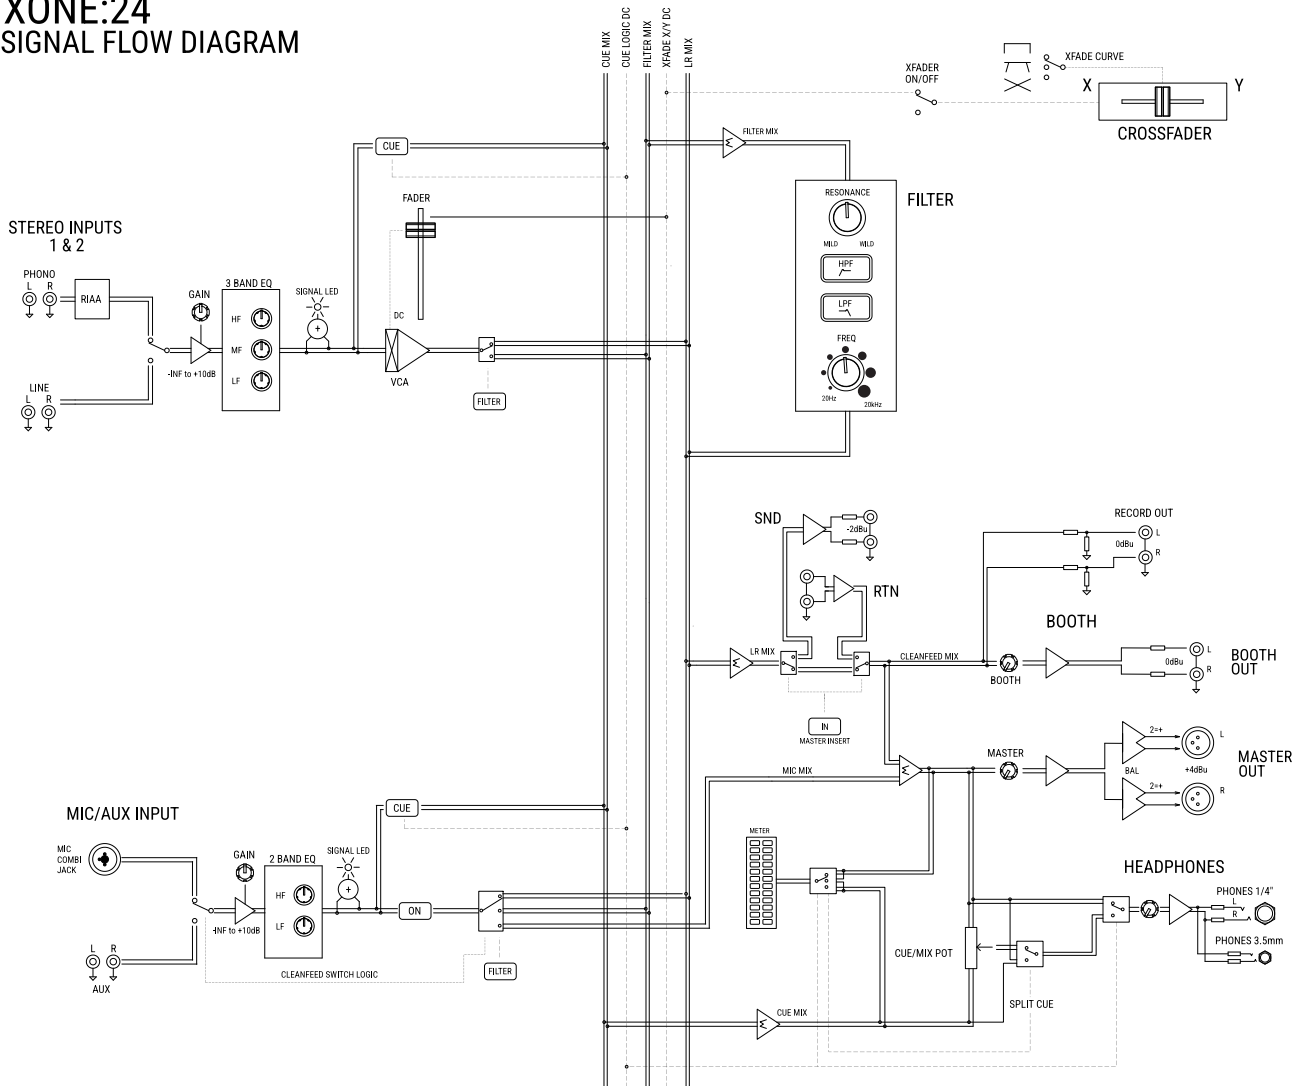 XONE:24
SIGNAL FLOW DIAGRAM
CUE MIX
CUE LOGIC DC
FILTER MIX
XFADE X/Y DC
LR MIX
XFADER
ON/OFF
XFADE CURVE
X
Y
CROSSFADER
CUE
FILTER MIX
FADER
FILTER
RESONANCE
MILD
WILD
HPF
LPF
FREQ
20Hz
20kHz
STEREO INPUTS
1 & 2
PHONO
L
R
RIAA
GAIN
-INF to +10dB
3 BAND EQ
HF
MF
LF
SIGNAL LED
+
DC
VCA
FILTER
LINE
L
R
SND
-2dBu
RTN
RECORD OUT
L
0dBu
R
LR MIX
CLEANFEED MIX
BOOTH
BOOTH
L
0dBu
R
BOOTH
OUT
IN
MASTER INSERT
MIC MIX
MASTER
2=+
L
BAL
+4dBu
2=+
R
MASTER
OUT
MIC/AUX INPUT
MIC
COMBI
JACK
GAIN
-INF to +10dB
2 BAND EQ
HF
LF
SIGNAL LED
+
CUE
ON
FILTER
L
R
AUX
CLEANFEED SWITCH LOGIC
METER
HEADPHONES
PHONES 1/4"
L
R
PHONES 3.5mm
CUE/MIX POT
SPLIT CUE
CUE MIX